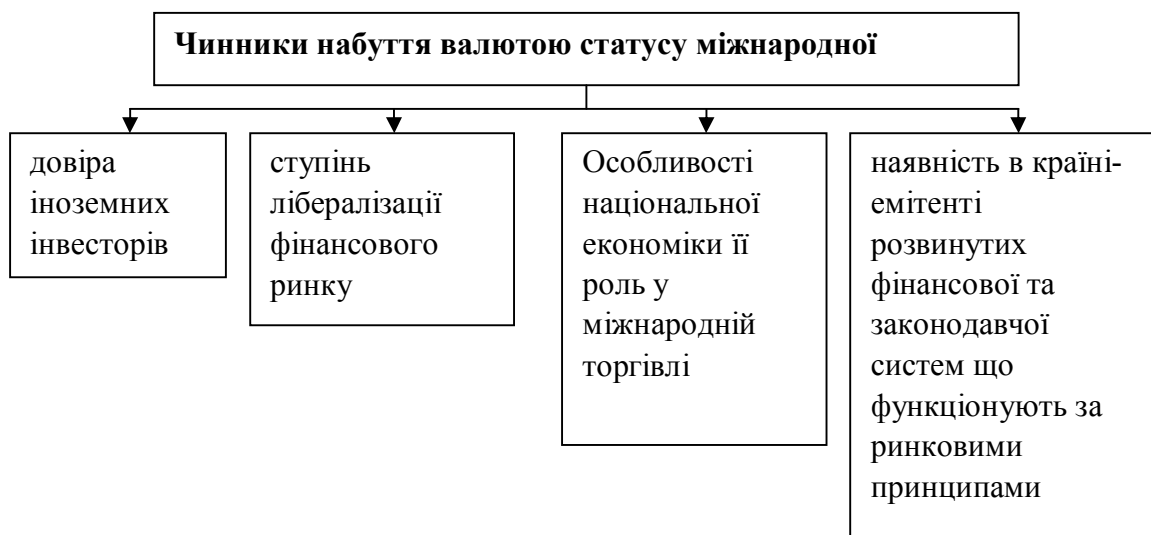 Чинники набуття валютою статусу міжнародної
довіра
іноземних
інвесторів
ступінь
лібералізації
фінансового
ринку
Особливості
національної
економіки її
роль у
міжнародній
торгівлі
наявність в країні-
емітенті
розвинутих
фінансової та
законодавчої
систем що
функціонують за
ринковими
принципами